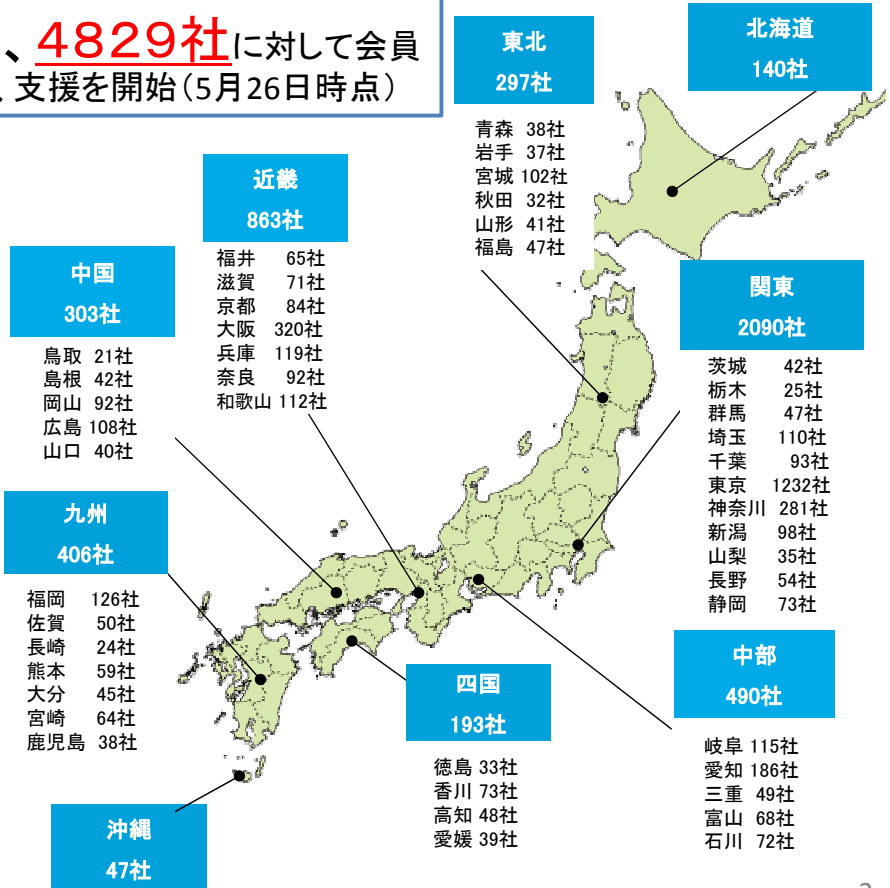 、4829社に対して会員
、支援を開始(5月26日時点)
北海道
140社
東北
297社
青森 38社
岩手 37社
宮城 102社
秋田 32社
山形 41社
福島 47社
近畿
863社
福井 65社
滋賀 71社
京都 84社
大阪 320社
兵庫 119社
奈良 92社
和歌山 112社
中国
303社
鳥取 21社
島根 42社
岡山 92社
広島 108社
山口 40社
関東
2090社
茨城 42社
栃木 25社
群馬 47社
埼玉 110社
千葉 93社
東京 1232社
神奈川 281社
新潟 98社
山梨 35社
長野 54社
静岡 73社
九州
406社
福岡 126社
佐賀 50社
長崎 24社
熊本 59社
大分 45社
宮崎 64社
鹿児島 38社
四国
193社
徳島 33社
香川 73社
高知 48社
愛媛 39社
中部
490社
岐阜 115社
愛知 186社
三重 49社
富山 68社
石川 72社
沖縄
47社